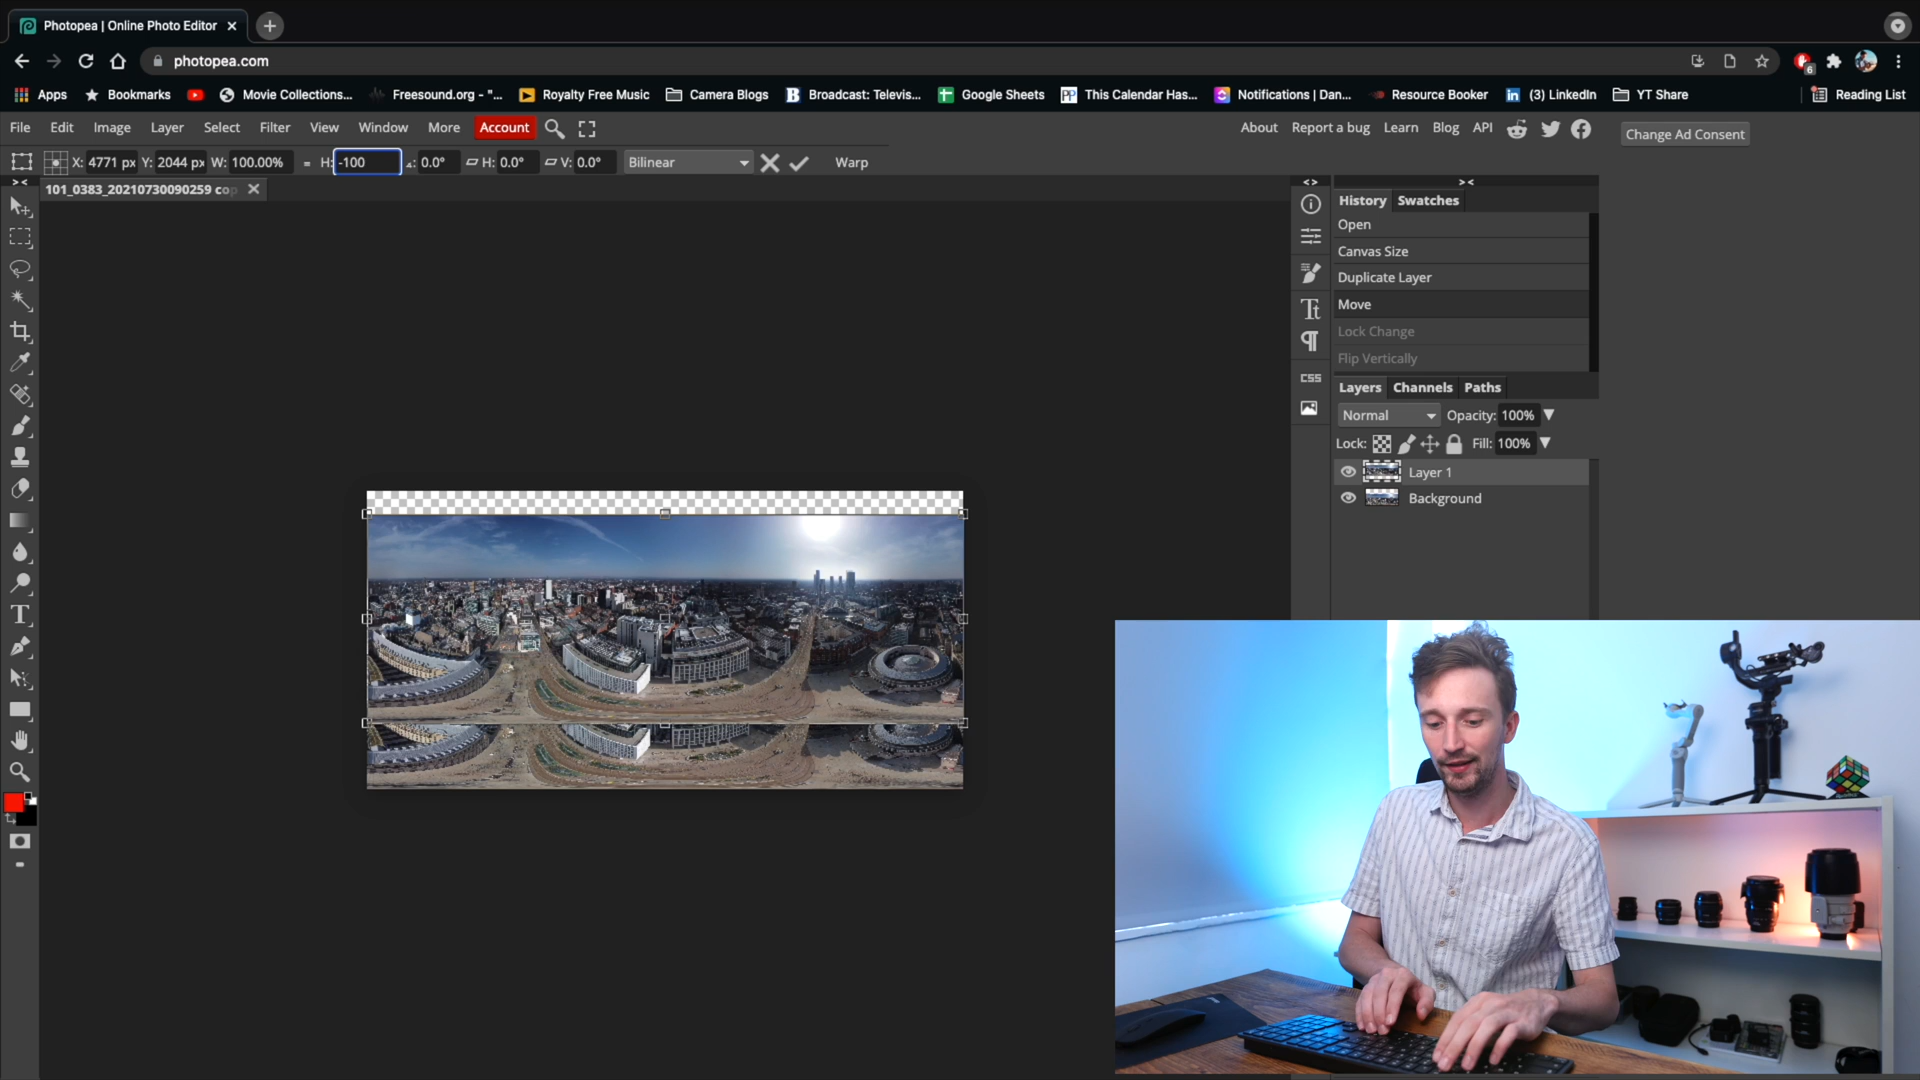 Photopea | Online Photo Editor
photopea.com
6
Apps Bookmarks Movie Collections... Freesound.org - "... Royalty Free Music Camera Blogs Broadcast: Televis... Google Sheets This Calendar Has... Notifications | Dan... Resource Booker (3) LinkedIn YT Share Reading List
File Edit Image Layer Select Filter View Window More Account About Report a bug Learn Blog API Change Ad Consent
X: 4771 px Y: 2044 px W: 100.00% = H: -100 0.0° H: 0.0° V: 0.0° Bilinear Warp
101_0383_20210730090259 cop
History Swatches
Open
Canvas Size
Duplicate Layer
Move
Lock Change
Flip Vertically
CSS
Layers Channels Paths
Normal Opacity: 100%
Lock: Fill: 100%
Layer 1
Background